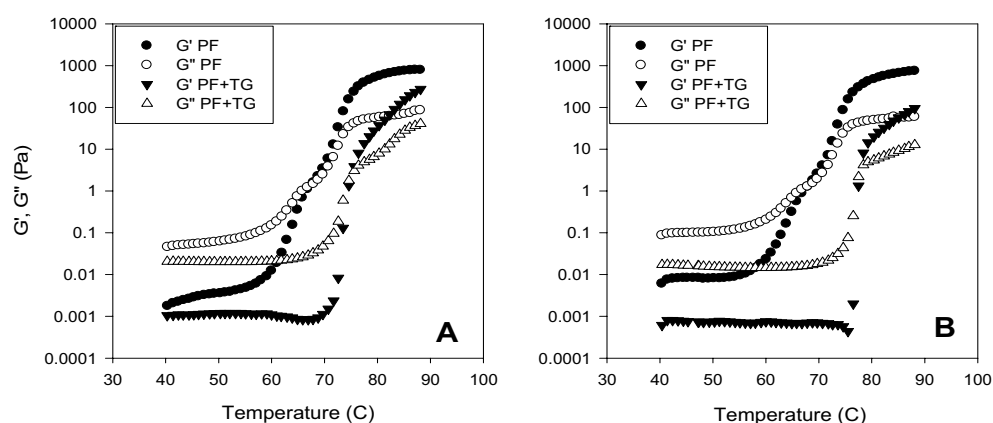 10000
1000
100
10
1
0.1
0.01
0.001
0.0001
G', G'' (Pa)
G' PF
G'' PF
G' PF+TG
G'' PF+TG
A
30 40 50 60 70 80 90 100
Temperature (C)
10000
1000
100
10
1
0.1
0.01
0.001
0.0001
G' PF
G'' PF
G' PF+TG
G'' PF+TG
B
30 40 50 60 70 80 90 100
Temperature (C)